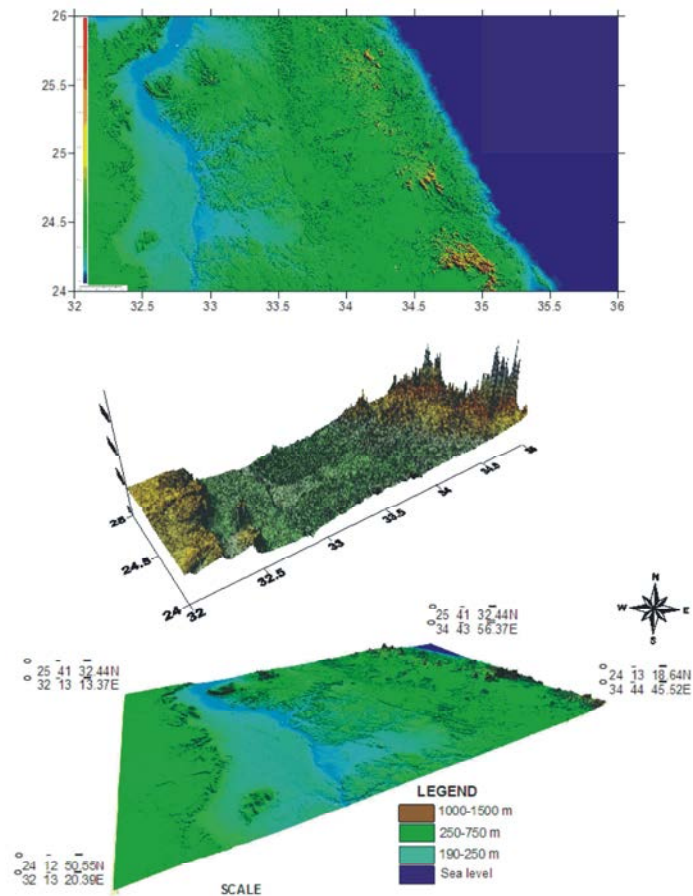 26
25.5
25
24.5
24
32 32.5 33 33.5 34 34.5 35 35.5 36
25
24.5
24
32 32.5 33 33.5 34 34.5
N
W E
S
25 41 32.44N
34 43 56.37E
25 41 32.44N
32 13 13.37E
24 13 18.64N
34 44 45.52E
LEGEND
1000-1500 m
250-750 m
190-250 m
Sea level
24 12 50.55N
32 13 20.39E
SCALE